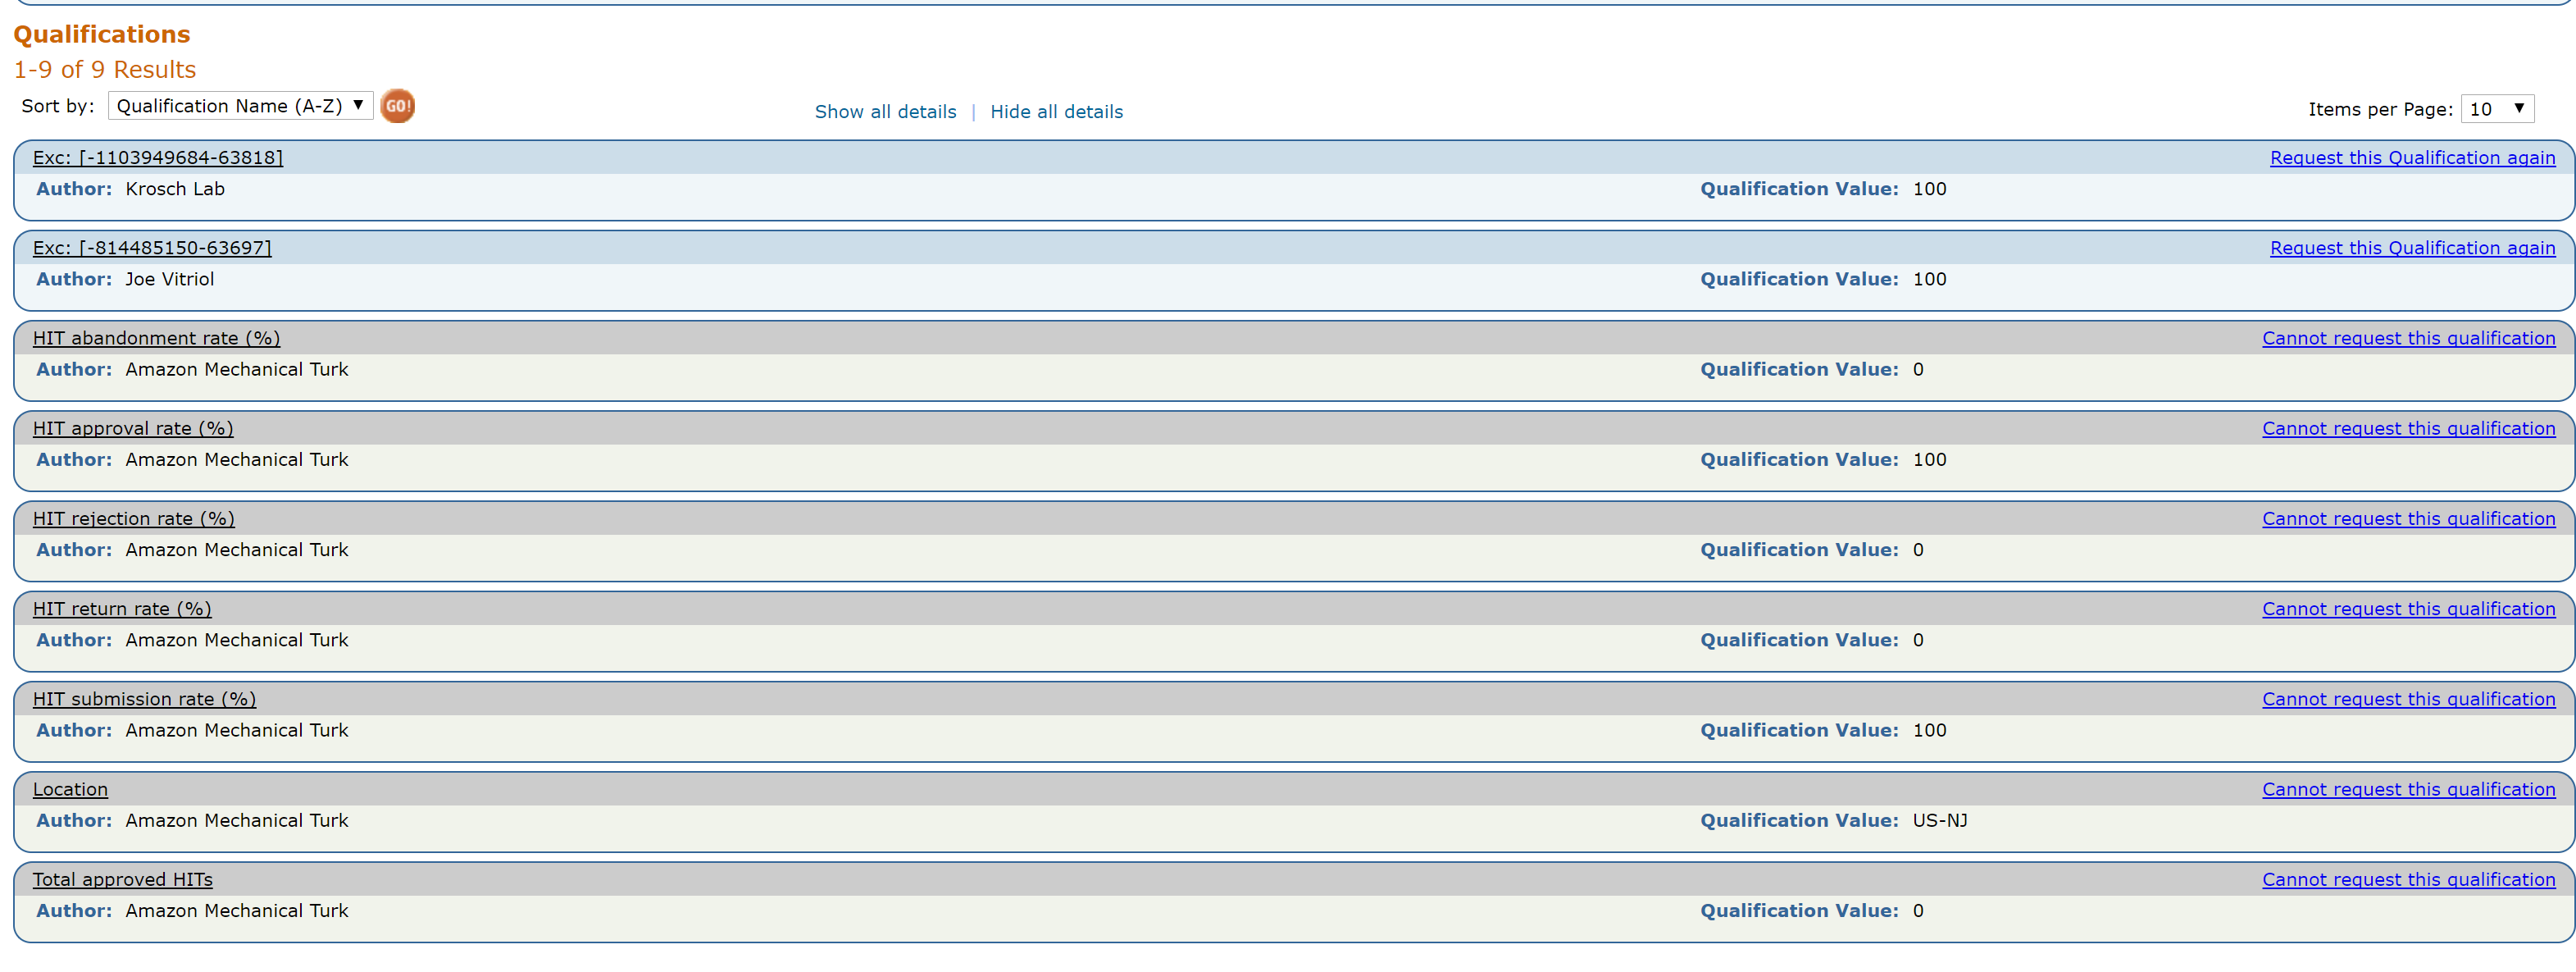 Qualifications
1-9 of 9 Results
Sort by: Qualification Name (A-Z) ▼ GO! Show all details | Hide all details Items per Page: 10 ▼
Exc: [-1103949684-63818] Request this Qualification again
Author: Krosch Lab Qualification Value: 100
Exc: [-814485150-63697] Request this Qualification again
Author: Joe Vitriol Qualification Value: 100
HIT abandonment rate (%) Cannot request this qualification
Author: Amazon Mechanical Turk Qualification Value: 0
HIT approval rate (%) Cannot request this qualification
Author: Amazon Mechanical Turk Qualification Value: 100
HIT rejection rate (%) Cannot request this qualification
Author: Amazon Mechanical Turk Qualification Value: 0
HIT return rate (%) Cannot request this qualification
Author: Amazon Mechanical Turk Qualification Value: 0
HIT submission rate (%) Cannot request this qualification
Author: Amazon Mechanical Turk Qualification Value: 100
Location Cannot request this qualification
Author: Amazon Mechanical Turk Qualification Value: US-NJ
Total approved HITs Cannot request this qualification
Author: Amazon Mechanical Turk Qualification Value: 0